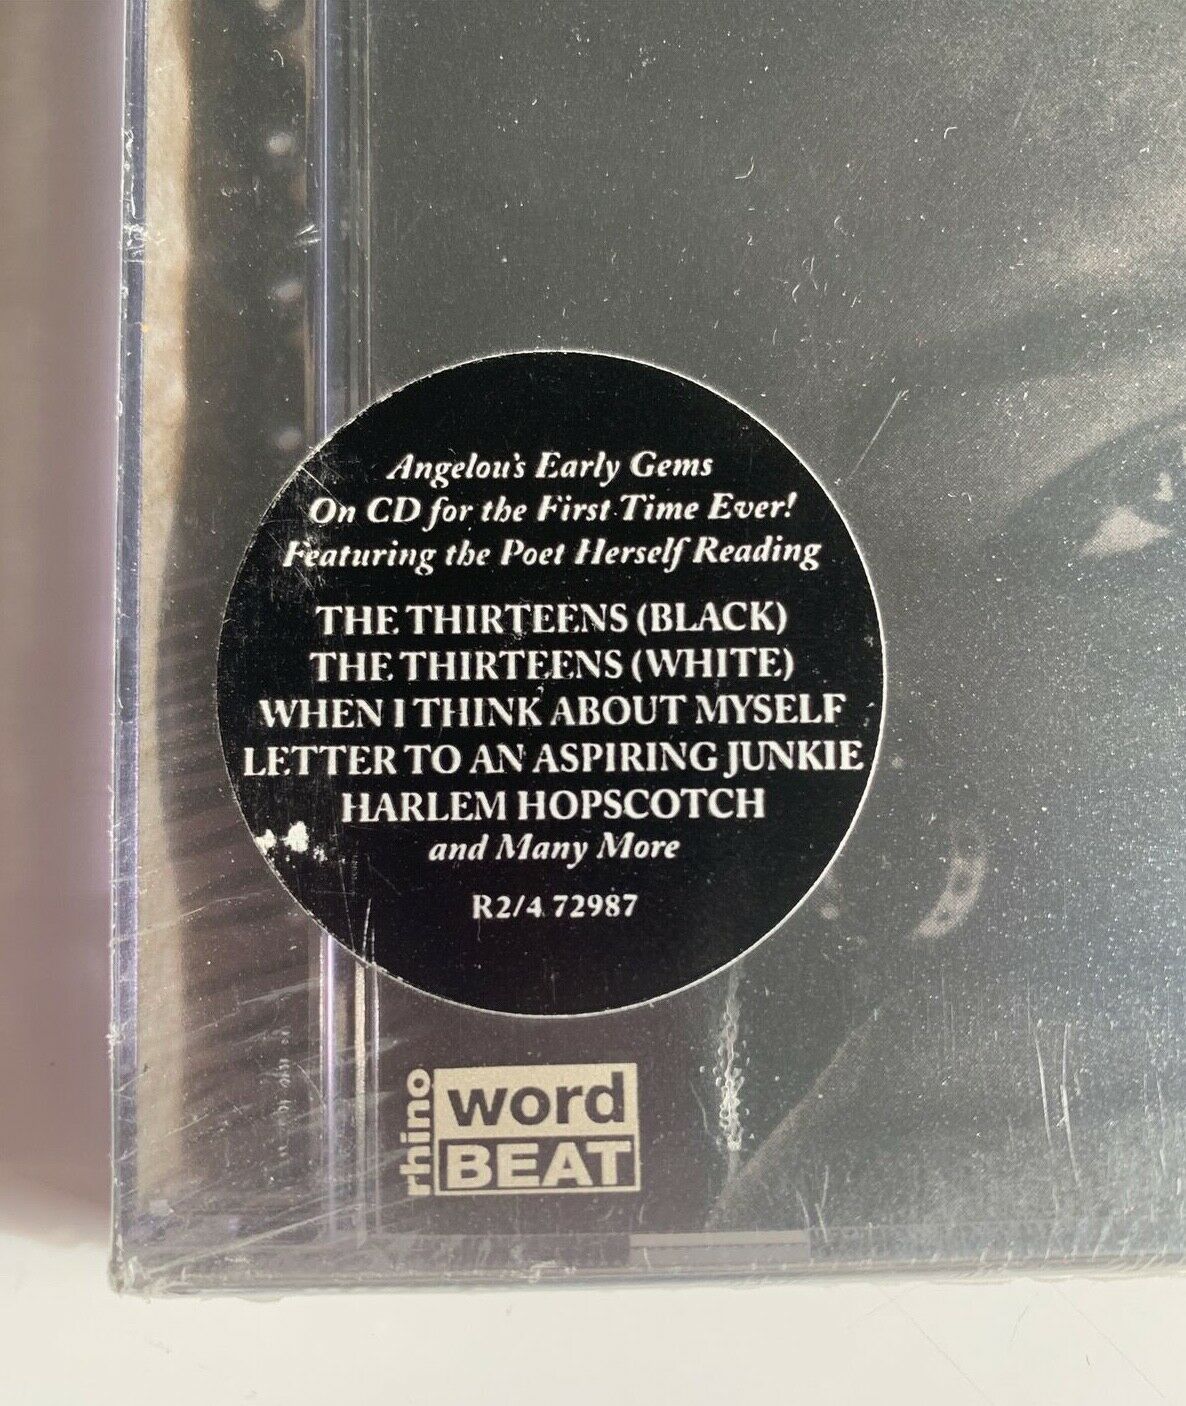 Angelou's Early Gems
On CD for the First Time Ever!
Featuring the Poet Herself Reading
THE THIRTEENS (BLACK)
THE THIRTEENS (WHITE)
WHEN I THINK ABOUT MYSELF
LETTER TO AN ASPIRING JUNKIE
HARLEM HOPSCOTCH
and Many More
R2/4 72987
rhino
word
BEAT